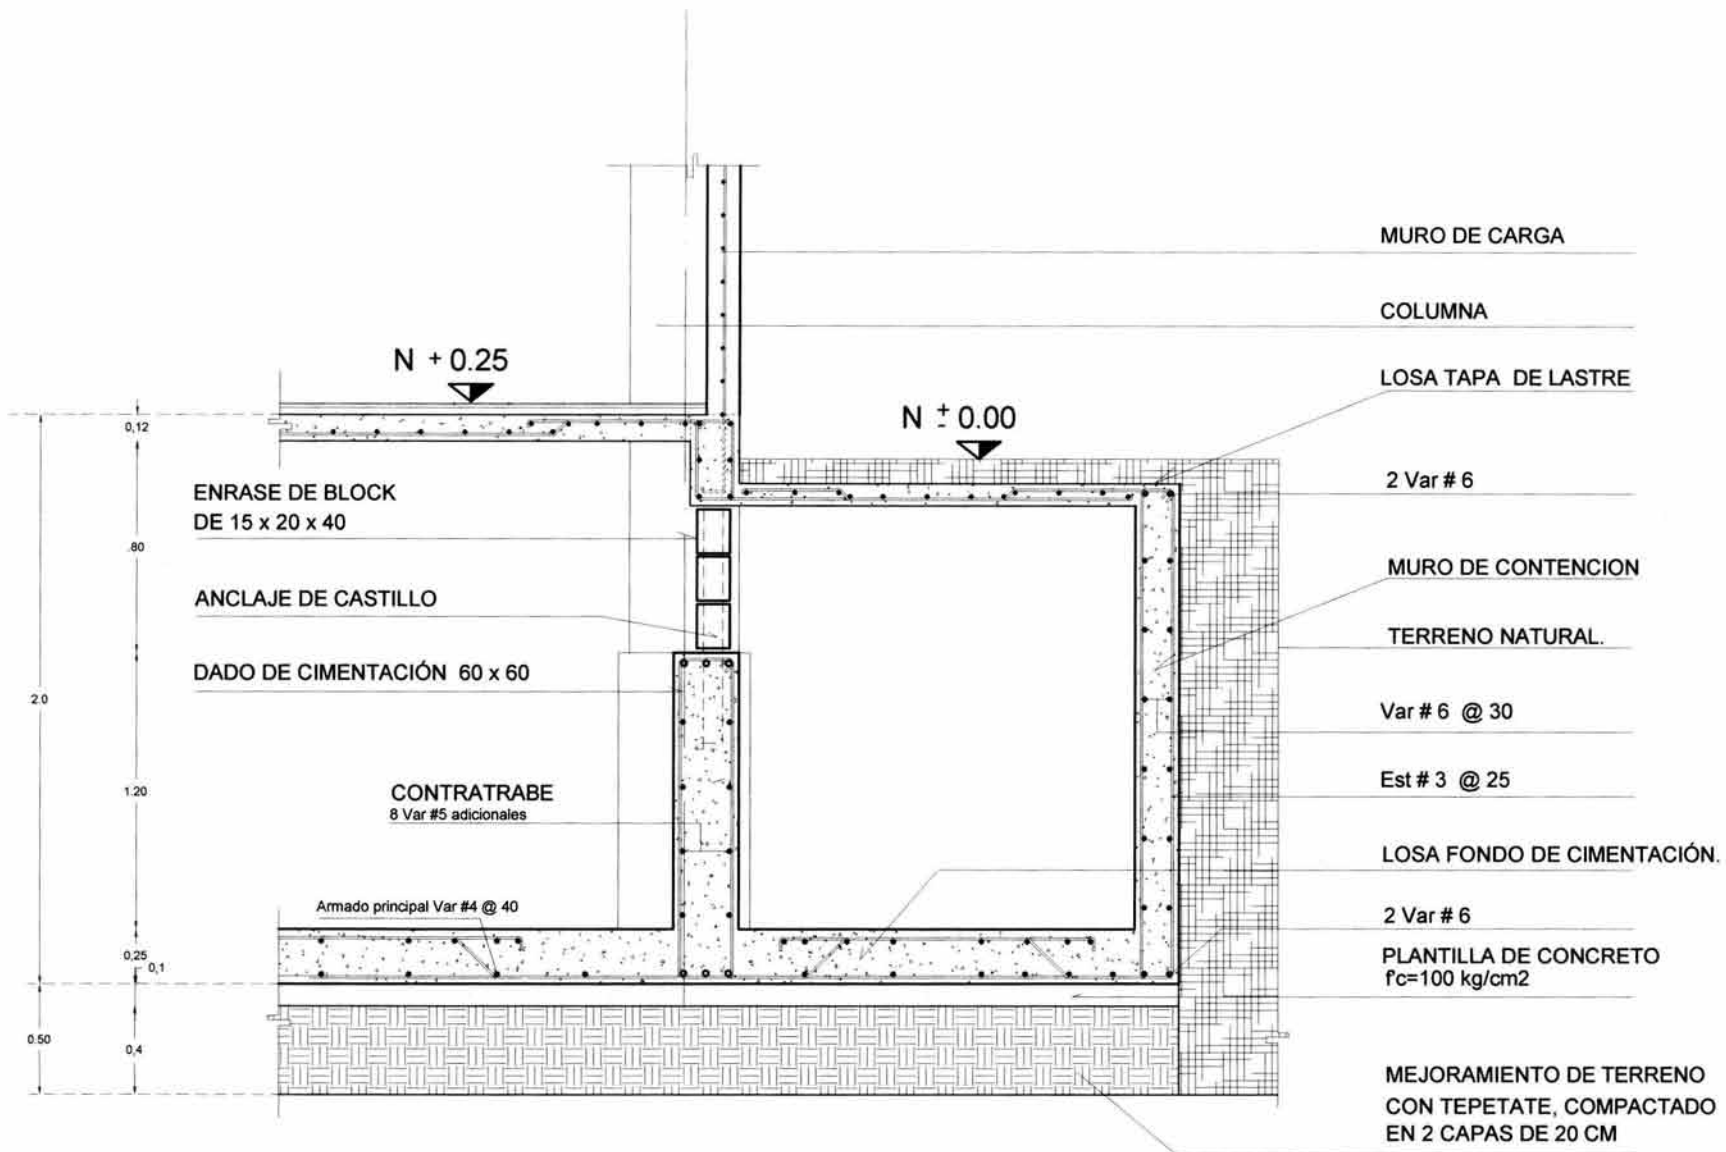 MURO DE CARGA
COLUMNA
N + 0.25
LOSA TAPA DE LASTRE
N ± 0.00
0,12
2 Var # 6
ENRASE DE BLOCK
DE 15 x 20 x 40
.80
MURO DE CONTENCION
ANCLAJE DE CASTILLO
TERRENO NATURAL.
DADO DE CIMENTACIÓN 60 x 60
2.0
Var # 6 @ 30
1.20
CONTRATRABE
8 Var #5 adicionales
Est # 3 @ 25
LOSA FONDO DE CIMENTACIÓN.
Armado principal Var #4 @ 40
2 Var # 6
0,25
0,1
PLANTILLA DE CONCRETO
f'c=100 kg/cm2
0.50
0,4
MEJORAMIENTO DE TERRENO
CON TEPETATE, COMPACTADO
EN 2 CAPAS DE 20 CM